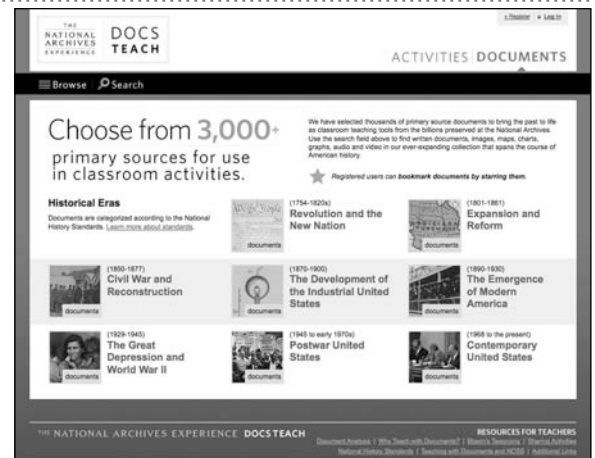 Register Log In
THE
NATIONAL
ARCHIVES
EXPERIENCE
DOCS
TEACH
ACTIVITIES DOCUMENTS
Browse Search
Choose from 3,000+
primary sources for use
in classroom activities.
We have selected thousands of primary source documents to bring the past to life
as classroom teaching tools from the billions preserved at the National Archives.
Use the search field above to find written documents, images, maps, charts,
graphs, audio and video in our ever-expanding collection that spans the course of
American history.
Registered users can bookmark documents by starring them.
Historical Eras
Documents are categorized according to the National
History Standards. Learn more about standards.
documents
(1754-1820s)
Revolution and the
New Nation
documents
(1801-1861)
Expansion and
Reform
documents
(1850-1877)
Civil War and
Reconstruction
documents
(1870-1900)
The Development of
the Industrial United
States
documents
(1890-1930)
The Emergence
of Modern
America
documents
(1929-1945)
The Great
Depression and
World War II
documents
(1945 to early 1970s)
Postwar United
States
documents
(1968 to the present)
Contemporary
United States
THE NATIONAL ARCHIVES EXPERIENCE DOCSTEACH
RESOURCES FOR TEACHERS
Document Analysis | Why Teach with Documents? | Bloom's Taxonomy | Sharing Activities
National History Standards | Teaching with Documents and NCSS | Additional Links